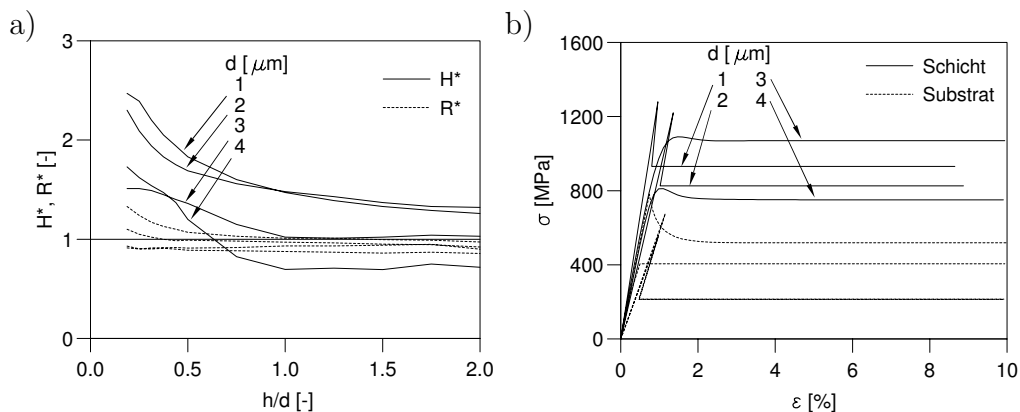 a)
3
2
1
0
H*, R* [-]
d [ μm]
1
2
3
4
H*
R*
0.0 0.5 1.0 1.5 2.0
h/d [-]
b)
1600
1200
800
400
0
σ [MPa]
d [ μm]
1 3
2 4
Schicht
Substrat
0 2 4 6 8 10
ε [%]